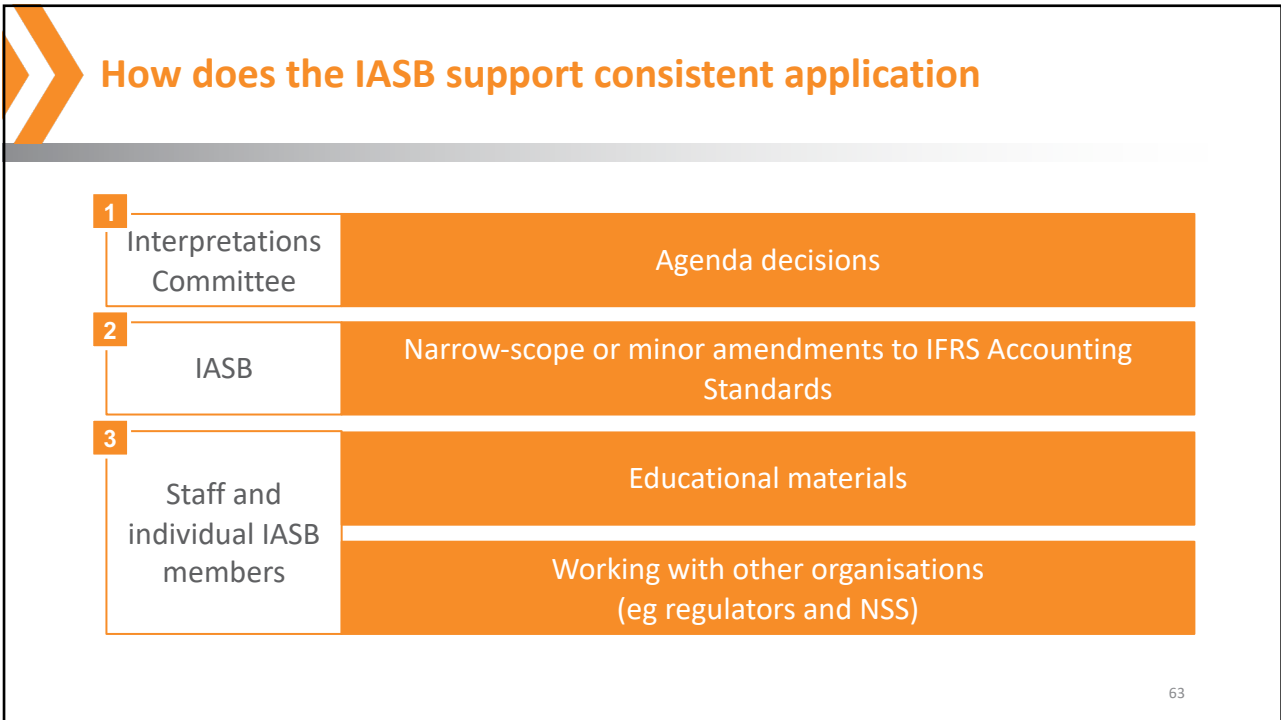 How does the IASB support consistent application
1
Interpretations
Committee
Agenda decisions
2
IASB
Narrow-scope or minor amendments to IFRS Accounting
Standards
3
Staff and
individual IASB
members
Educational materials
Working with other organisations
(eg regulators and NSS)
63